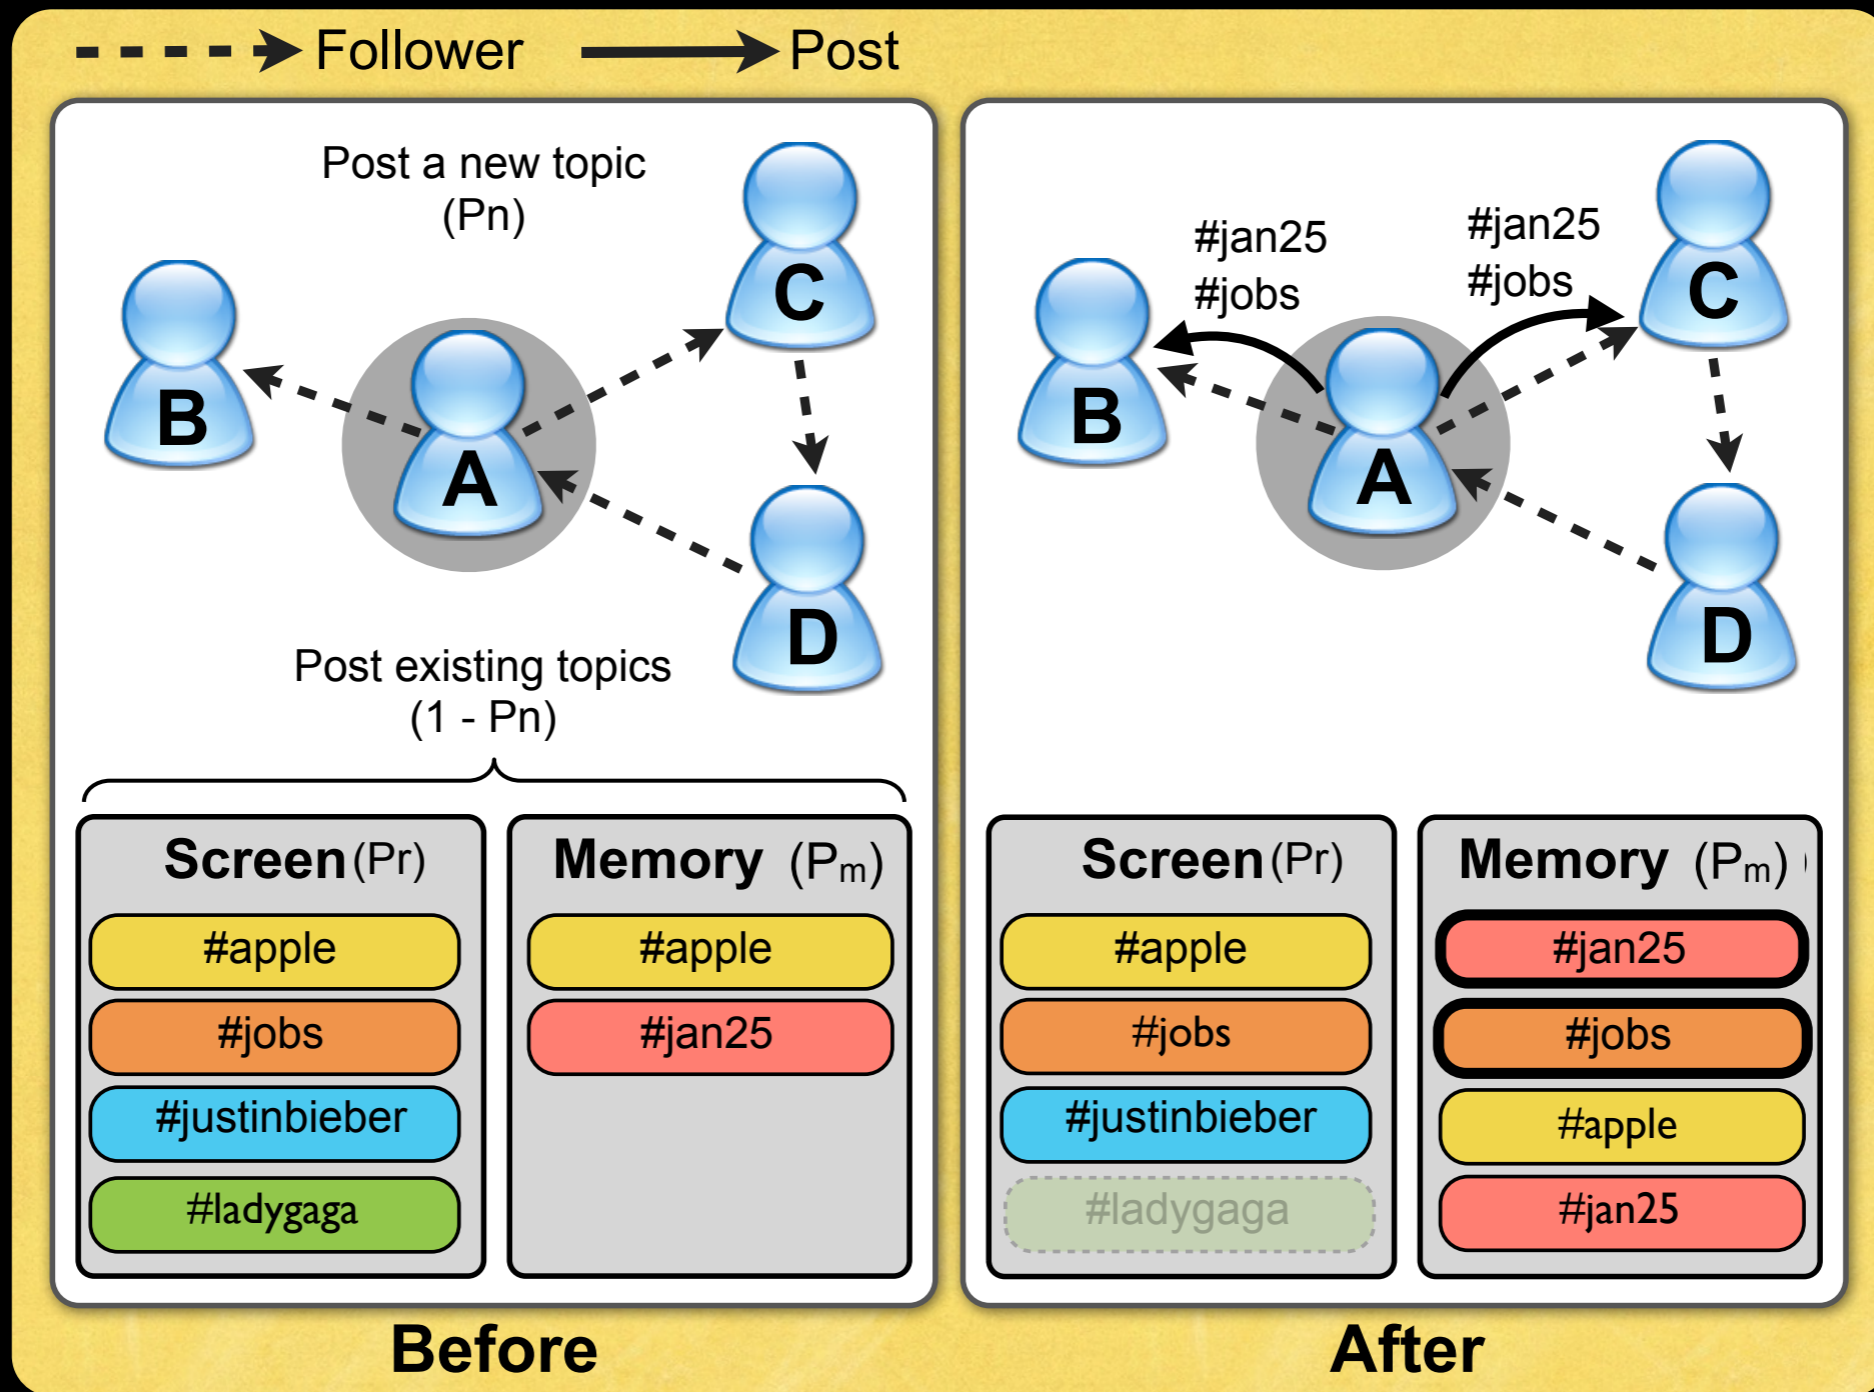 Follower
Post
Post a new topic
(Pn)
B
A
C
D
Post existing topics
(1 - Pn)
Screen (Pr)
#apple
#jobs
#justinbieber
#ladygaga
Memory (Pm)
#apple
#jan25
Before
#jan25
#jobs
#jan25
#jobs
B
A
C
D
Screen (Pr)
#apple
#jobs
#justinbieber
#ladygaga
Memory (Pm)
#jan25
#jobs
#apple
#jan25
After